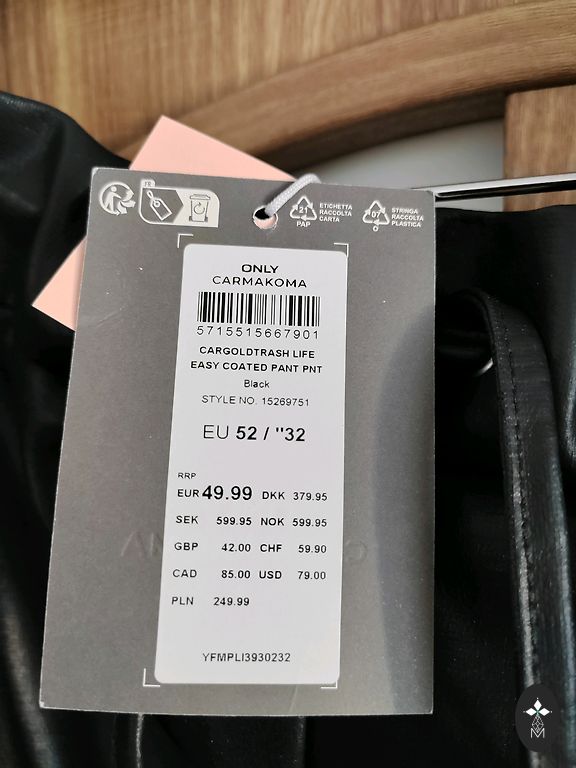 FR
21
PAP
ETICHETTA
RACCOLTA
CARTA
07
O
STRINGA
RACCOLTA
PLASTICA
ONLY
CARMAKOMA
5715515667901
CARGOLDTRASH LIFE
EASY COATED PANT PNT
Black
STYLE NO. 15269751
EU 52 / "32
RRP
EUR 49.99 DKK 379.95
SEK 599.95 NOK 599.95
GBP 42.00 CHF 59.90
CAD 85.00 USD 79.00
PLN 249.99
YFMPLI3930232
M